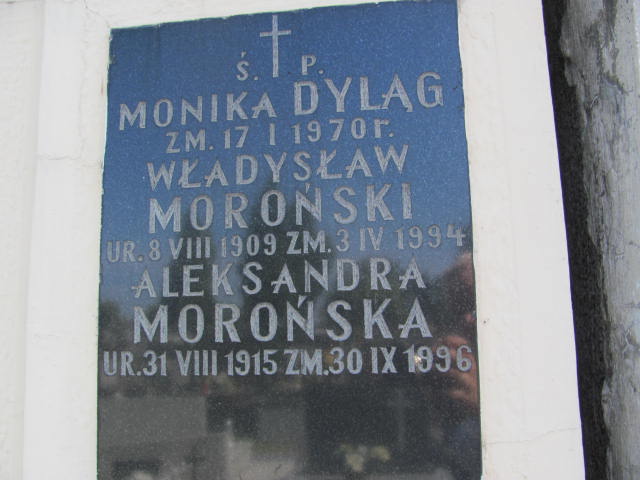 Ś. P.
MONIKA DYLĄG
ZM. 17 I 1970 r.
WŁADYSŁAW
MOROŃSKI
UR. 8 VIII 1909 ZM. 3 IV 1994
ALEKSANDRA
MOROŃSKA
UR. 31 VIII 1915 ZM. 30 IX 1996